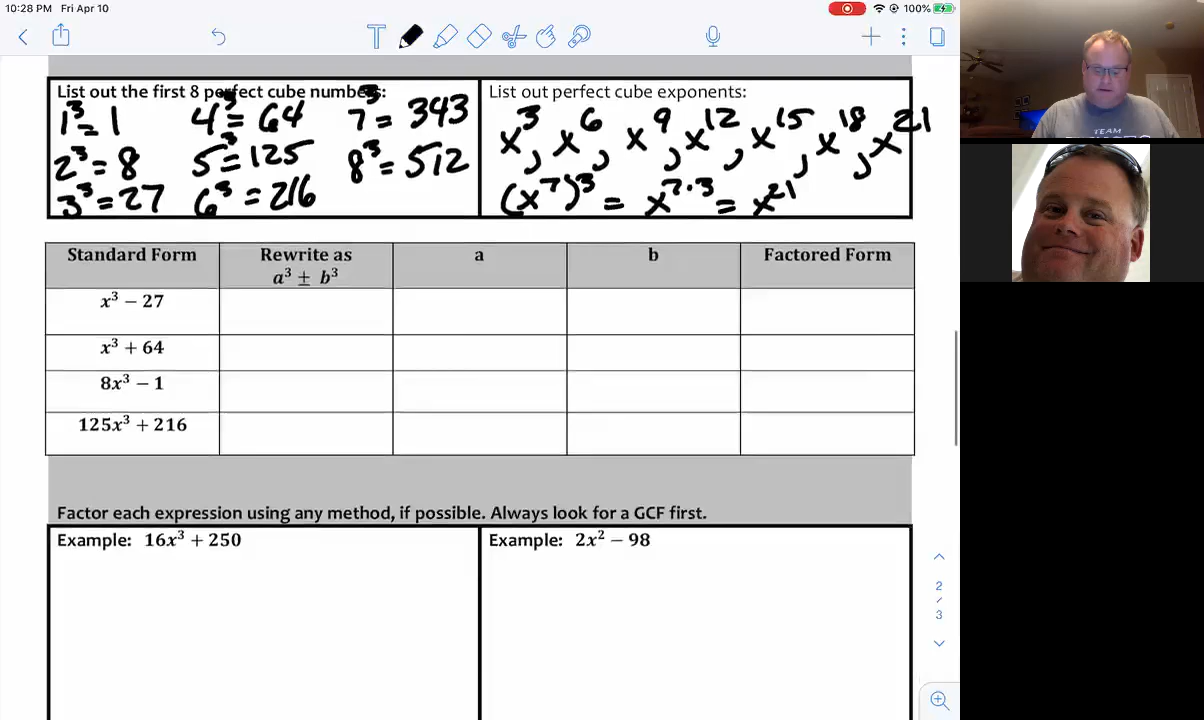 10:28 PM Fri Apr 10 100%
List out the first 8 perfect cube numbers:
1³ = 1 4³ = 64 7³ = 343
2³ = 8 5³ = 125 8³ = 512
3³ = 27 6³ = 216
List out perfect cube exponents:
x³, x⁶, x⁹, x¹², x¹⁵, x¹⁸, x²¹
(x⁷)³ = x⁷·³ = x²¹
Standard Form Rewrite as a³ ± b³ a b Factored Form
x³ − 27
x³ + 64
8x³ − 1
125x³ + 216
Factor each expression using any method, if possible. Always look for a GCF first.
Example: 16x³ + 250
Example: 2x² − 98
2
/
3
TEAM